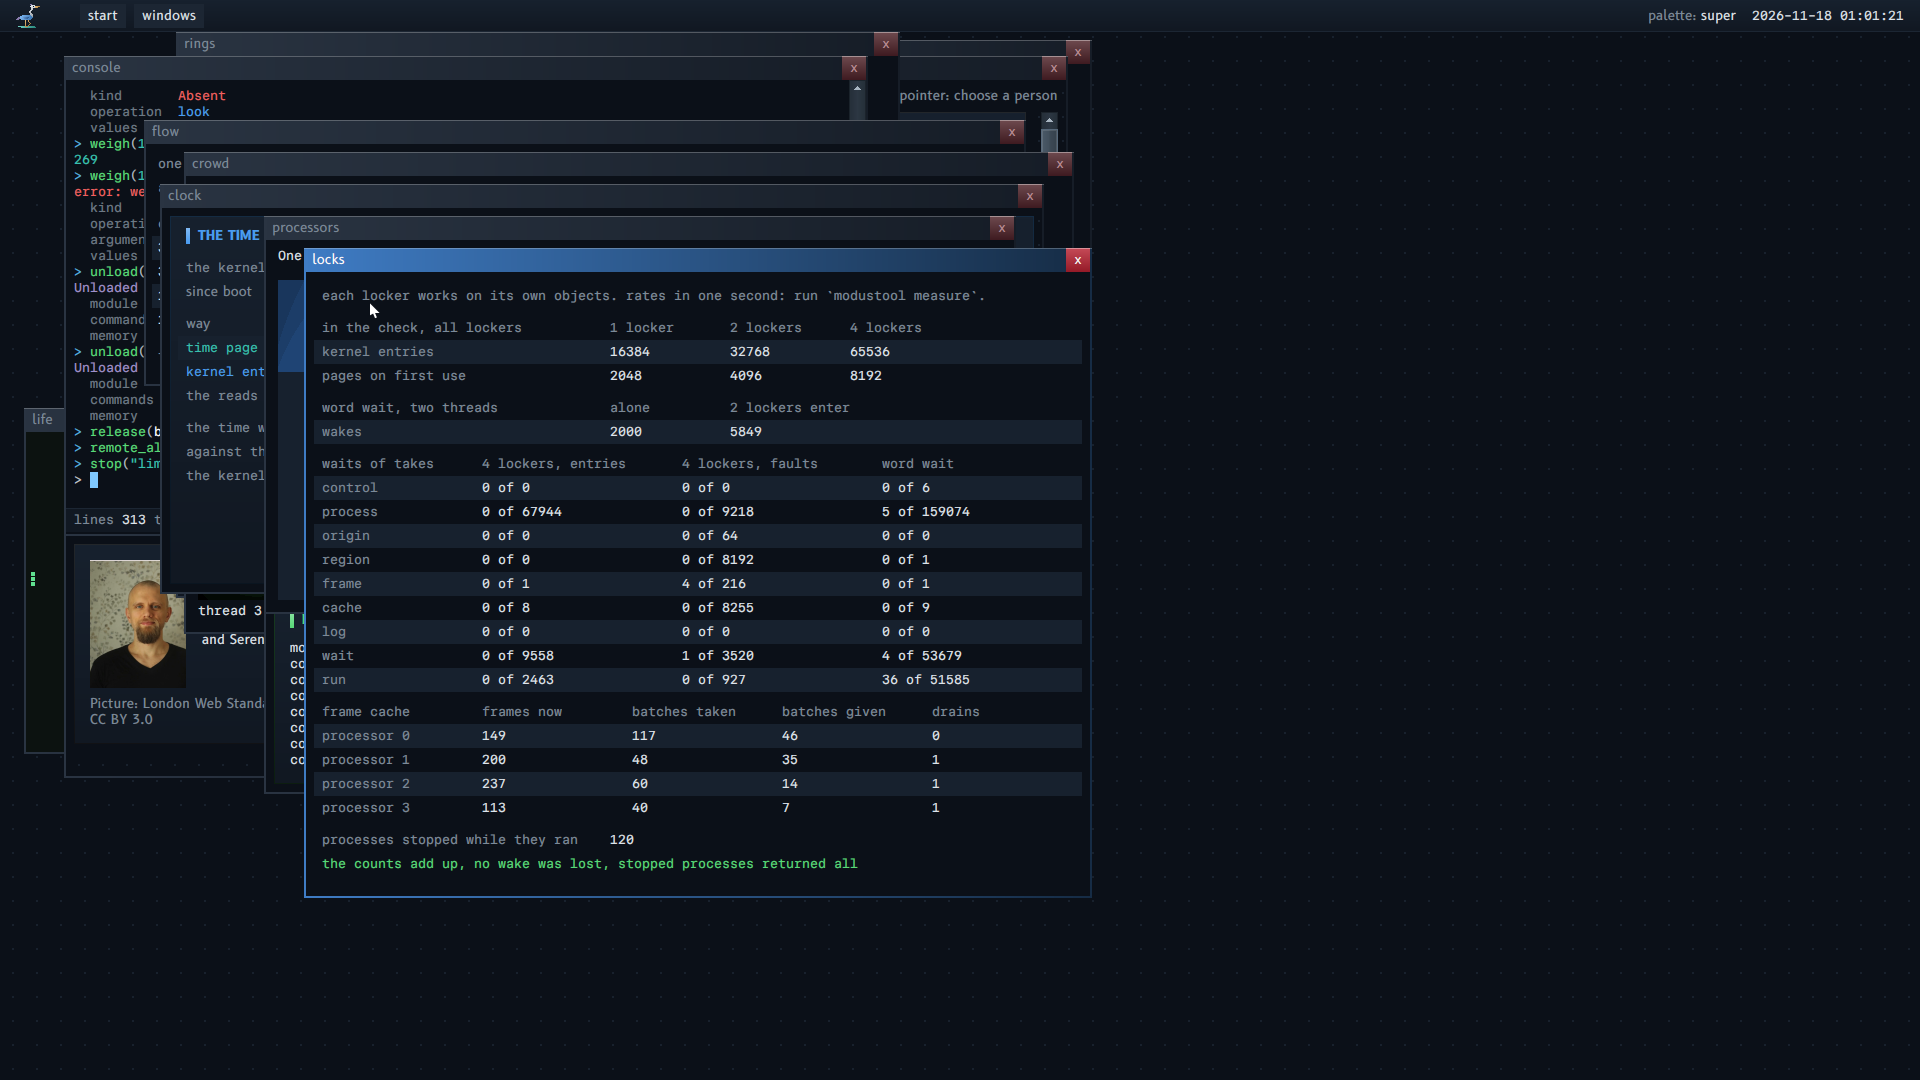 start windows
palette: super 2026-11-18 01:01:21
rings x
x
console x
x
kind Absent
operation look
values
pointer: choose a person
flow x
> weigh(1
269
one
crowd x
> weigh(1
error: we
clock x
kind
operati
argumen
values
> unload(
Unloaded
module
command
memory
> unload(
Unloaded
module
commands
memory
> release(b
> remote_al
> stop("lim
>
lines 313 t
life
THE TIME
the kernel
since boot
way
time page
kernel ent
the reads
the time w
against th
the kernel
processors x
One
thread 3
and Seren
Picture: London Web Standa
CC BY 3.0
mo
co
co
co
co
co
co
co
locks x
each locker works on its own objects. rates in one second: run `modustool measure`.
in the check, all lockers 1 locker 2 lockers 4 lockers
kernel entries 16384 32768 65536
pages on first use 2048 4096 8192
word wait, two threads alone 2 lockers enter
wakes 2000 5849
waits of takes 4 lockers, entries 4 lockers, faults word wait
control 0 of 0 0 of 0 0 of 6
process 0 of 67944 0 of 9218 5 of 159074
origin 0 of 0 0 of 64 0 of 0
region 0 of 0 0 of 8192 0 of 1
frame 0 of 1 4 of 216 0 of 1
cache 0 of 8 0 of 8255 0 of 9
log 0 of 0 0 of 0 0 of 0
wait 0 of 9558 1 of 3520 4 of 53679
run 0 of 2463 0 of 927 36 of 51585
frame cache frames now batches taken batches given drains
processor 0 149 117 46 0
processor 1 200 48 35 1
processor 2 237 60 14 1
processor 3 113 40 7 1
processes stopped while they ran 120
the counts add up, no wake was lost, stopped processes returned all